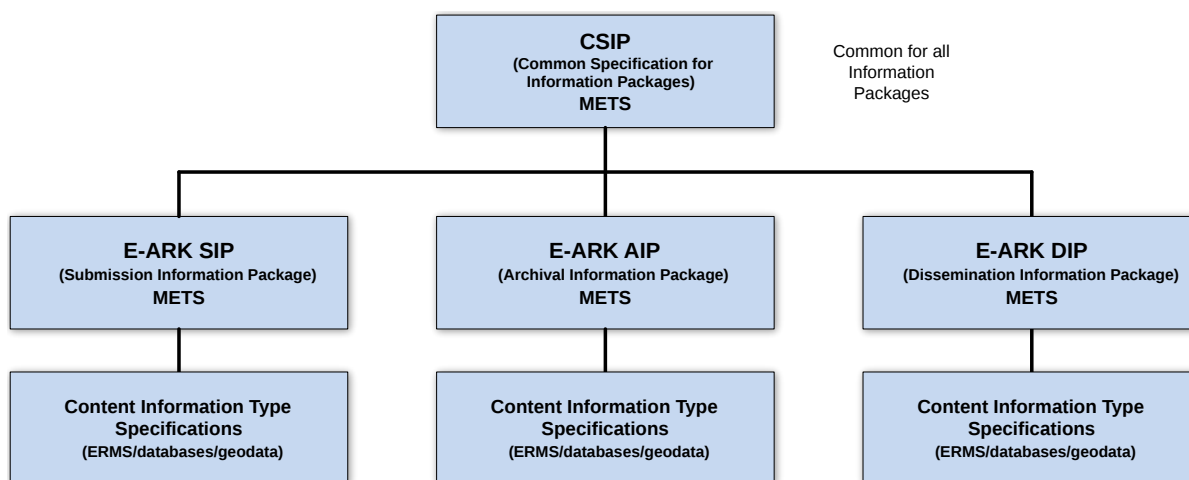 CSIP
(Common Specification for
Information Packages)
METS
Common for all
Information
Packages
E-ARK SIP
(Submission Information Package)
METS
E-ARK AIP
(Archival Information Package)
METS
E-ARK DIP
(Dissemination Information Package)
METS
Content Information Type
Specifications
(ERMS/databases/geodata)
Content Information Type
Specifications
(ERMS/databases/geodata)
Content Information Type
Specifications
(ERMS/databases/geodata)